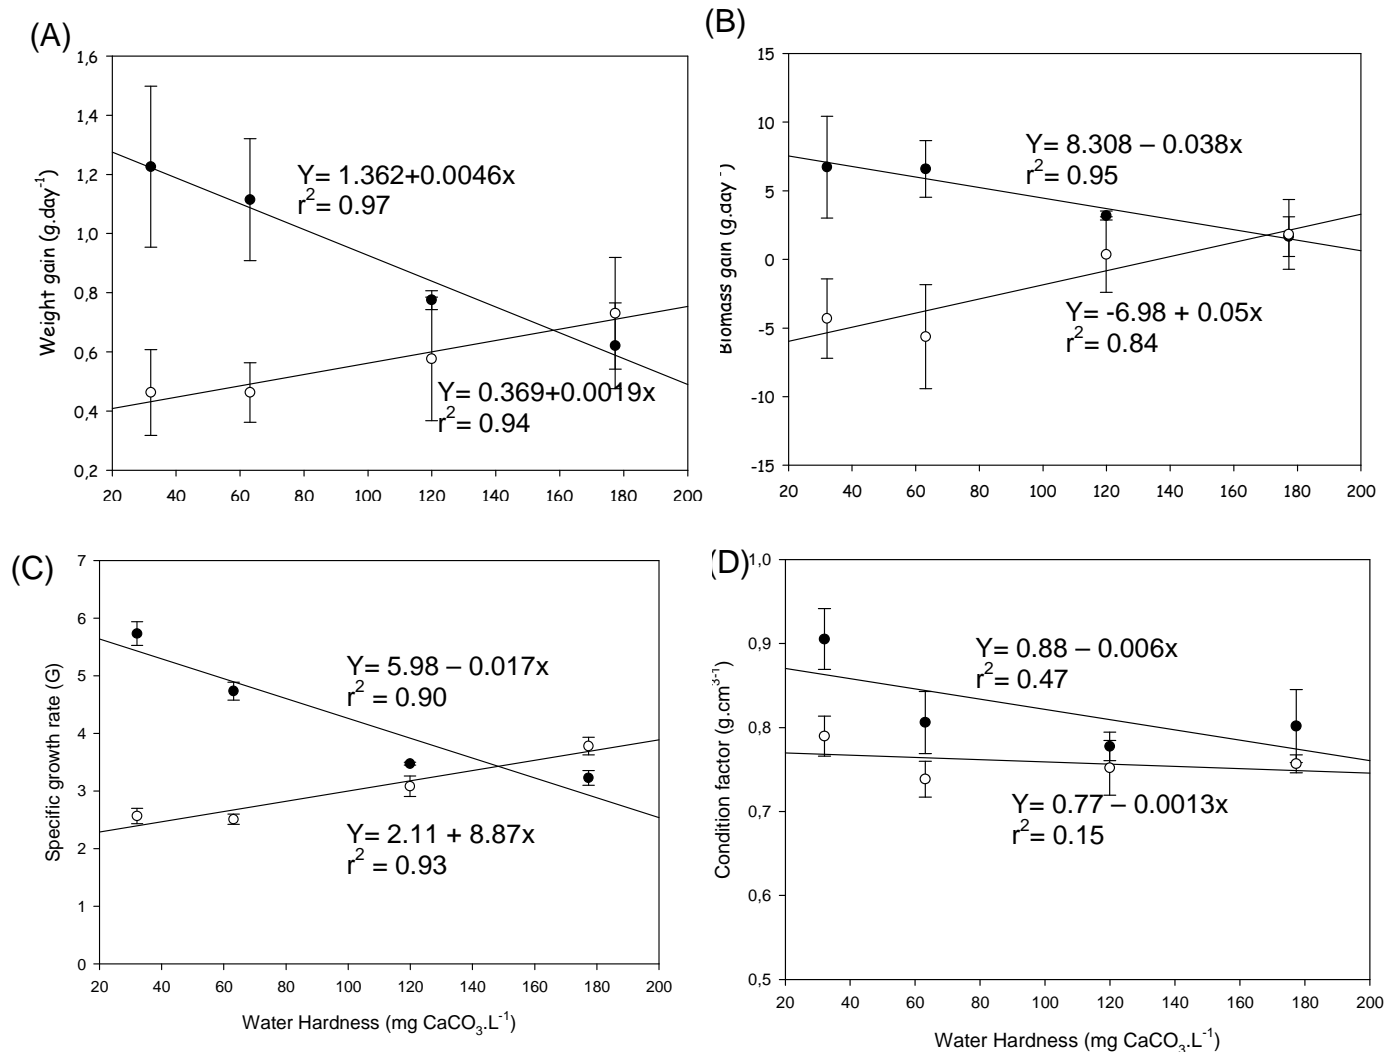 (A)
1,6
1,4
1,2
1,0
0,8
0,6
0,4
0,2
Weight gain (g.day-1)
Y= 1.362+0.0046x
r2= 0.97
Y= 0.369+0.0019x
r2= 0.94
20 40 60 80 100 120 140 160 180 200
(B)
15
10
5
0
-5
-10
-15
Biomass gain (g.day-
Y= 8.308 – 0.038x
r2= 0.95
Y= -6.98 + 0.05x
r2= 0.84
20 40 60 80 100 120 140 160 180 200
(C)
7
6
5
4
3
2
1
0
Specific growth rate (G)
Y= 5.98 – 0.017x
r2 = 0.90
Y= 2.11 + 8.87x
r2 = 0.93
20 40 60 80 100 120 140 160 180 200
Water Hardness (mg CaCO3.L-1)
(D)
1,0
0,9
0,8
0,7
0,6
0,5
Condition factor (g.cm3-1)
Y= 0.88 – 0.006x
r2= 0.47
Y= 0.77 – 0.0013x
r2= 0.15
20 40 60 80 100 120 140 160 180 200
Water Hardness (mg CaCO3.L-1)